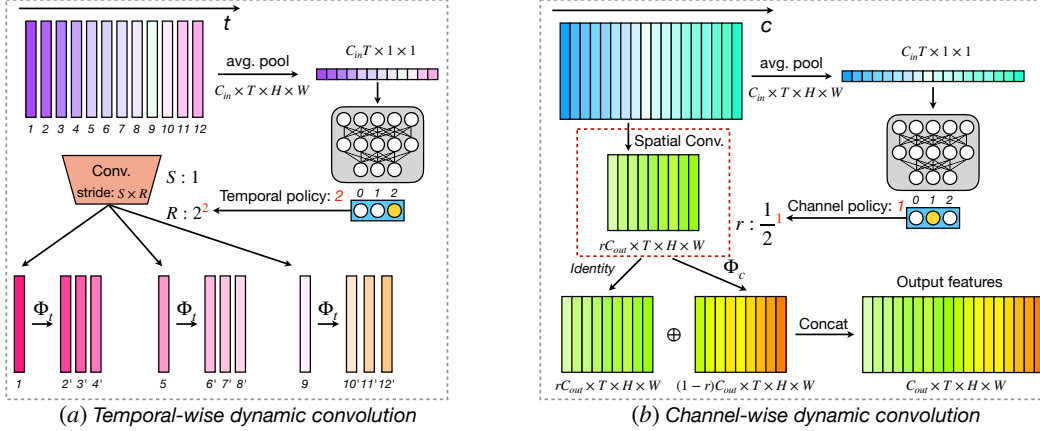 t
avg. pool
C_in × T × H × W
C_in T × 1 × 1
1 2 3 4 5 6 7 8 9 10 11 12
Conv.
stride: S × R
S : 1
R : 2^2
Temporal policy: 2
0 1 2
Φ_t
Φ_t
Φ_t
1 2' 3' 4' 5 6' 7' 8' 9 10' 11' 12'
(a) Temporal-wise dynamic convolution
c
avg. pool
C_in × T × H × W
C_in T × 1 × 1
Spatial Conv.
rC_out × T × H × W
r : 1/2^1
Channel policy: 1
0 1 2
Identity
Φ_c
⊕
Concat
Output features
rC_out × T × H × W
(1 − r)C_out × T × H × W
C_out × T × H × W
(b) Channel-wise dynamic convolution